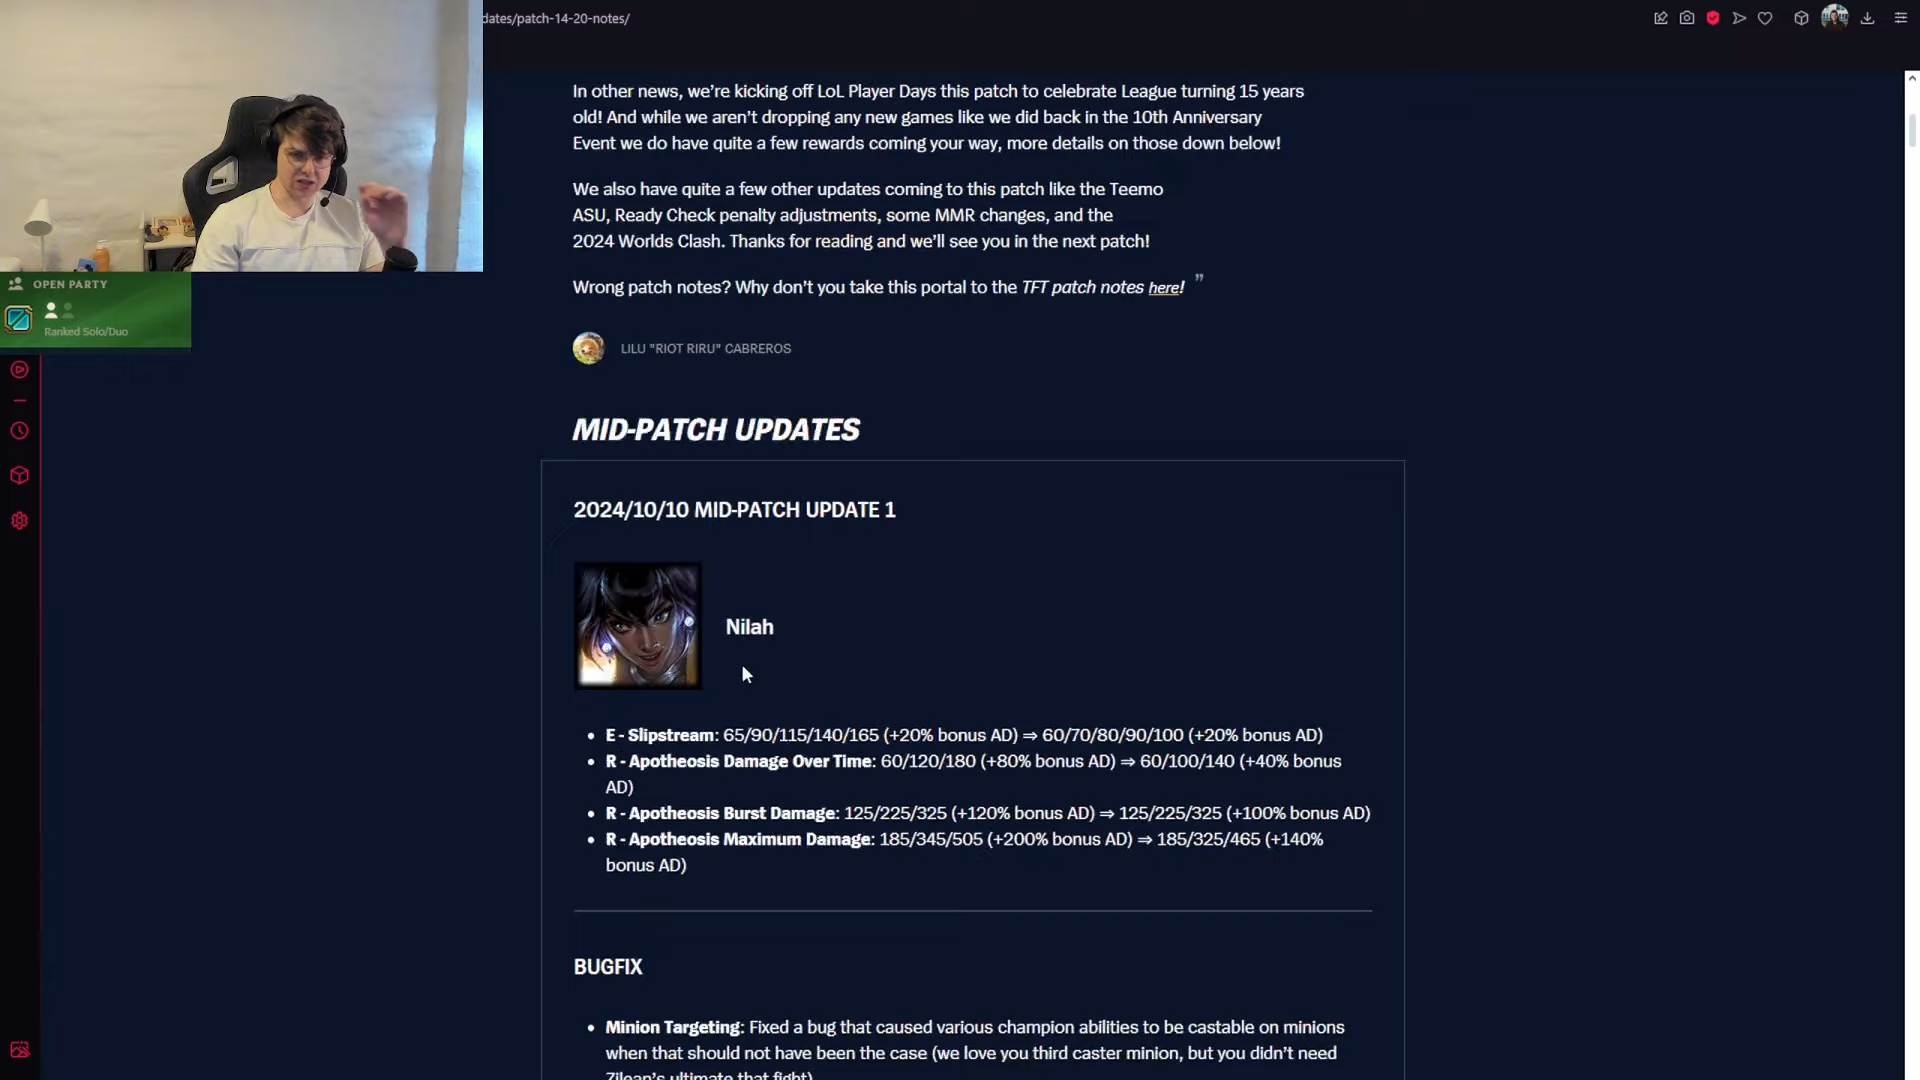 dates/patch-14-20-notes/
In other news, we’re kicking off LoL Player Days this patch to celebrate League turning 15 years
old! And while we aren’t dropping any new games like we did back in the 10th Anniversary
Event we do have quite a few rewards coming your way, more details on those down below!
We also have quite a few other updates coming to this patch like the Teemo
ASU, Ready Check penalty adjustments, some MMR changes, and the
2024 Worlds Clash. Thanks for reading and we’ll see you in the next patch!
Wrong patch notes? Why don’t you take this portal to the TFT patch notes here! ”
OPEN PARTY
Ranked Solo/Duo
LILU "RIOT RIRU" CABREROS
MID-PATCH UPDATES
2024/10/10 MID-PATCH UPDATE 1
Nilah
• E - Slipstream: 65/90/115/140/165 (+20% bonus AD) ⇒ 60/70/80/90/100 (+20% bonus AD)
• R - Apotheosis Damage Over Time: 60/120/180 (+80% bonus AD) ⇒ 60/100/140 (+40% bonus
AD)
• R - Apotheosis Burst Damage: 125/225/325 (+120% bonus AD) ⇒ 125/225/325 (+100% bonus AD)
• R - Apotheosis Maximum Damage: 185/345/505 (+200% bonus AD) ⇒ 185/325/465 (+140%
bonus AD)
BUGFIX
• Minion Targeting: Fixed a bug that caused various champion abilities to be castable on minions
when that should not have been the case (we love you third caster minion, but you didn’t need
Zilean’s ultimate that fight)